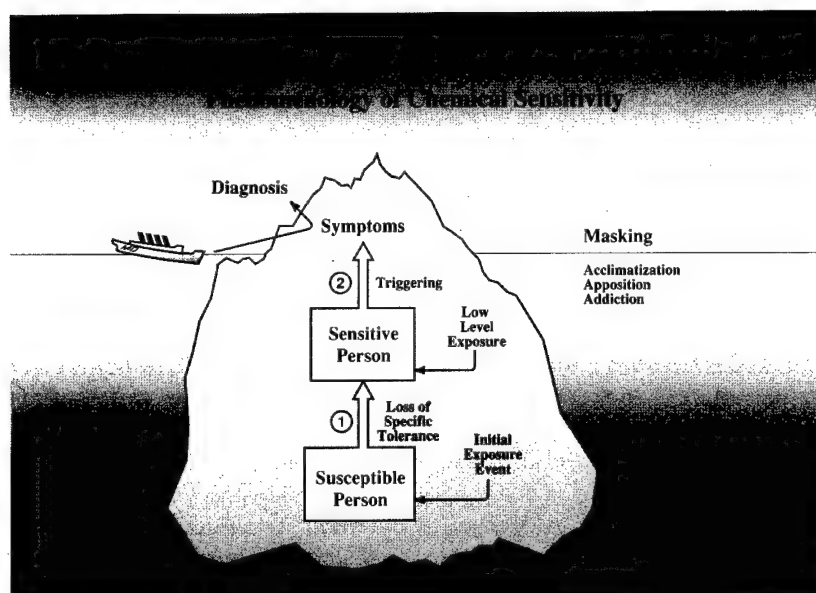 Phenomenology of Chemical Sensitivity
Diagnosis
Symptoms
MD
Masking
Acclimatization
Apposition
Addiction
2
Triggering
Sensitive
Person
Low
Level
Exposure
1
Loss of
Specific
Tolerance
Susceptible
Person
Initial
Exposure
Event